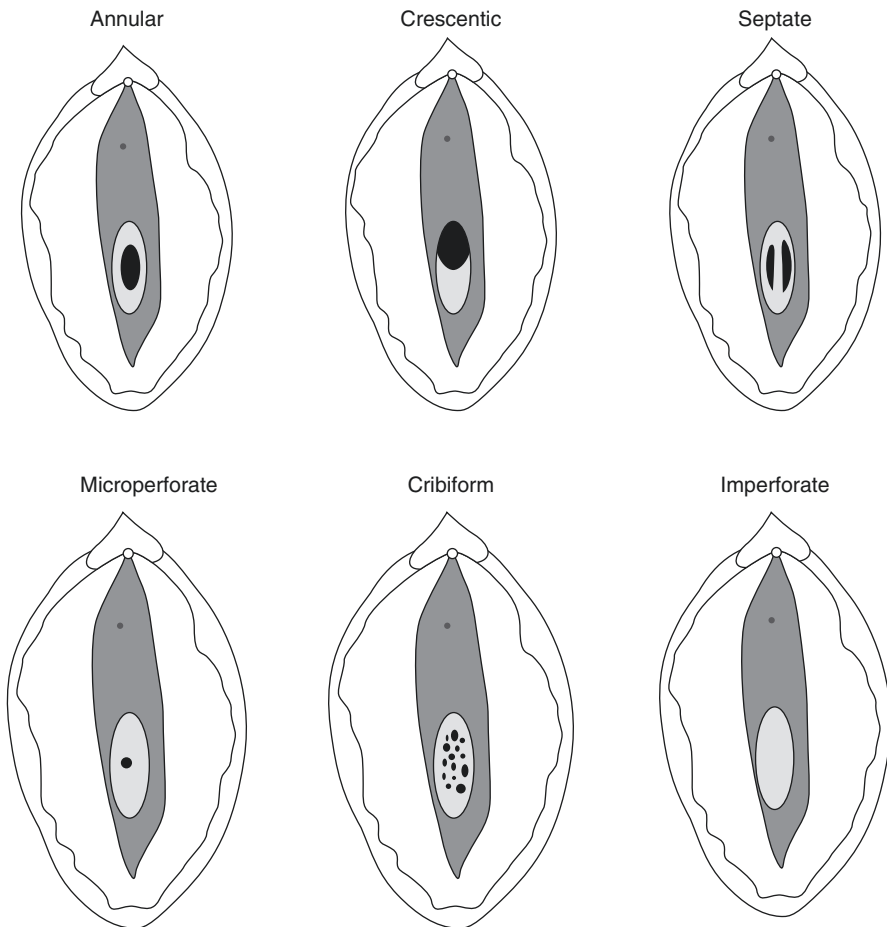 Annular
Crescentic
Septate
Microperforate
Cribiform
Imperforate